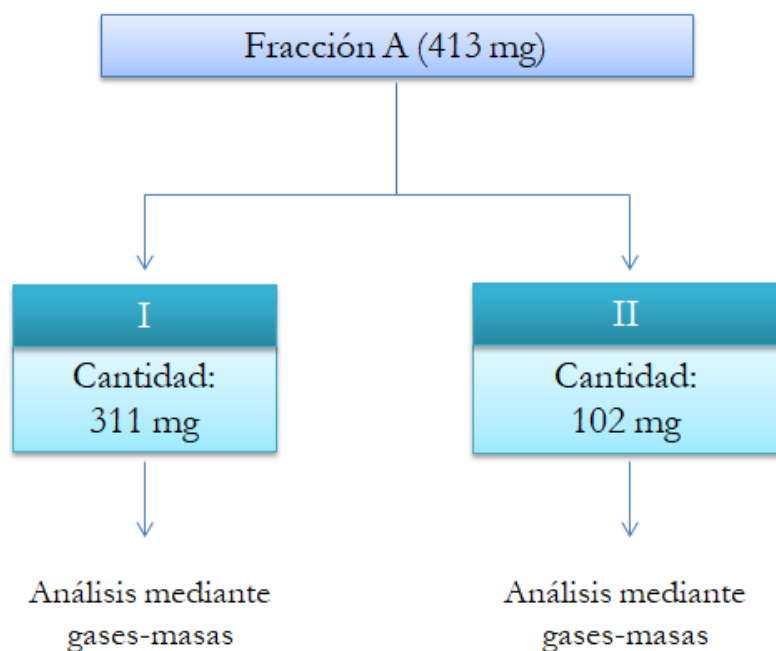 Fracción A (413 mg)
I
Cantidad:
311 mg
II
Cantidad:
102 mg
Análisis mediante
gases-masas
Análisis mediante
gases-masas